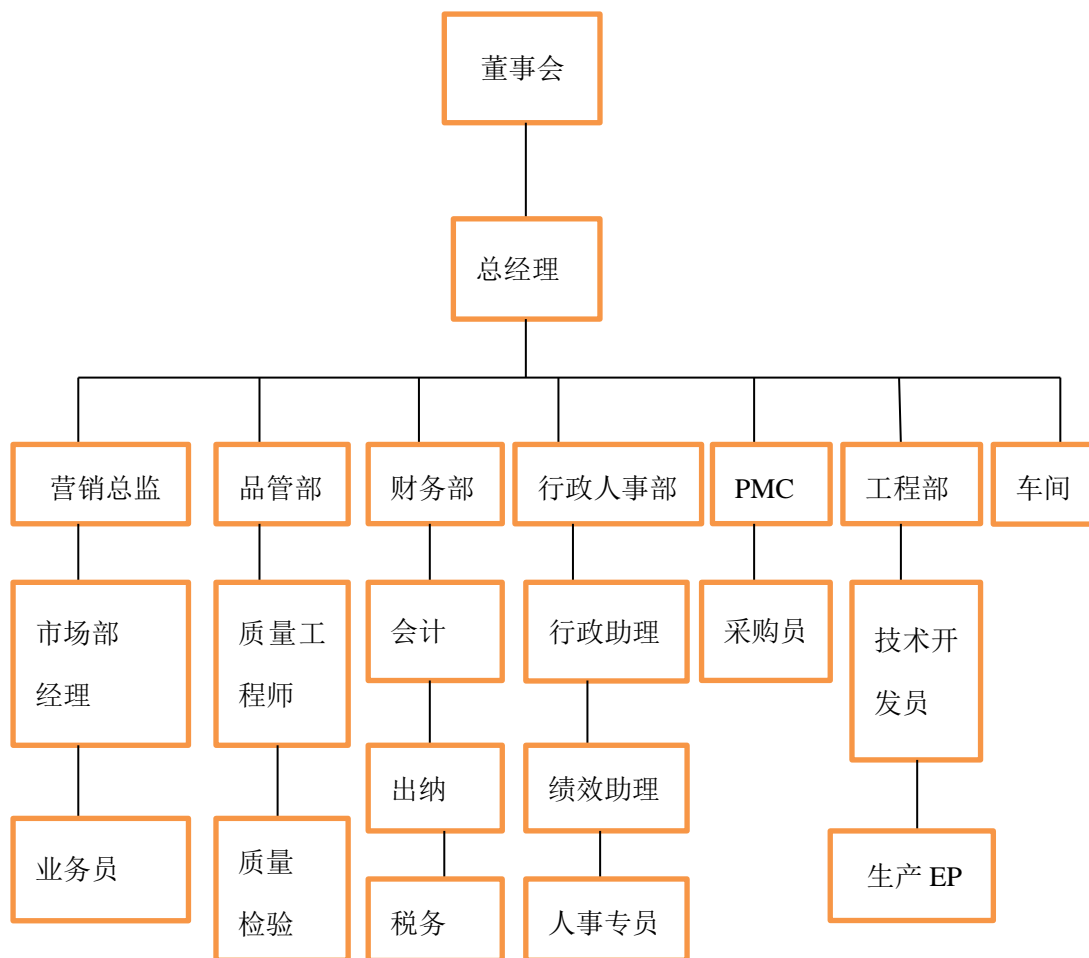 董事会
总经理
营销总监
品管部
财务部
行政人事部
PMC
工程部
车间
市场部
经理
质量工
程师
会计
行政助理
采购员
技术开
发员
出纳
绩效助理
业务员
质量
检验
税务
人事专员
生产 EP